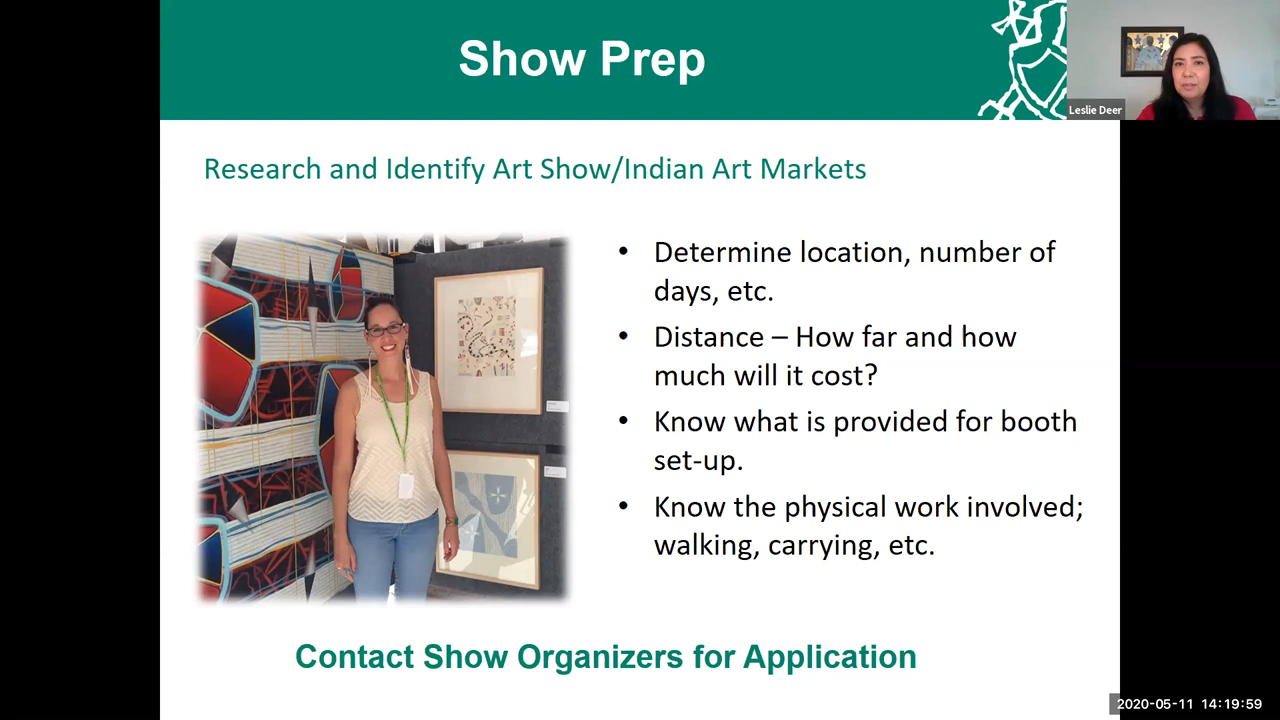 Show Prep
Leslie Deer
Research and Identify Art Show/Indian Art Markets
• Determine location, number of
days, etc.
• Distance – How far and how
much will it cost?
• Know what is provided for booth
set-up.
• Know the physical work involved;
walking, carrying, etc.
Contact Show Organizers for Application
2020-05-11 14:19:59